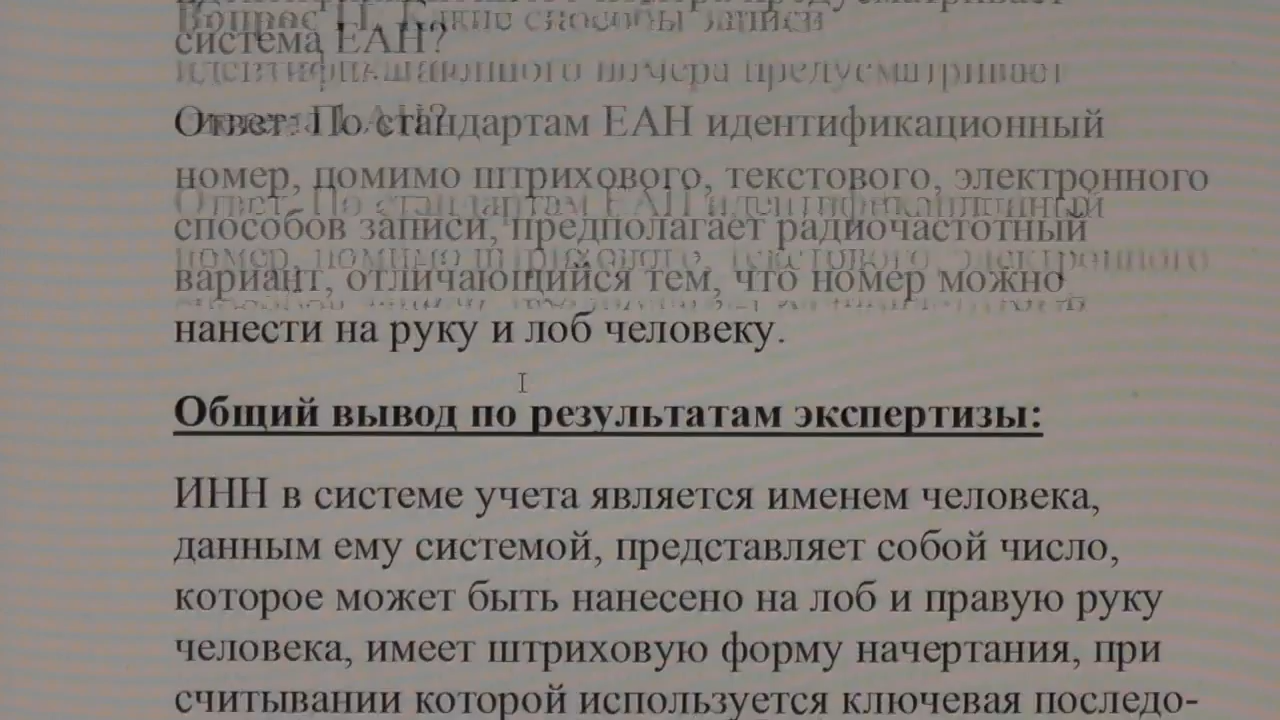 идентификационного номера предусматривает
система ЕАН?
Ответ: По стандартам ЕАН идентификационный
номер, помимо штрихового, текстового, электронного
способов записи, предполагает радиочастотный
вариант, отличающийся тем, что номер можно
нанести на руку и лоб человеку.
Общий вывод по результатам экспертизы:
ИНН в системе учета является именем человека,
данным ему системой, представляет собой число,
которое может быть нанесено на лоб и правую руку
человека, имеет штриховую форму начертания, при
считывании которой используется ключевая последо-